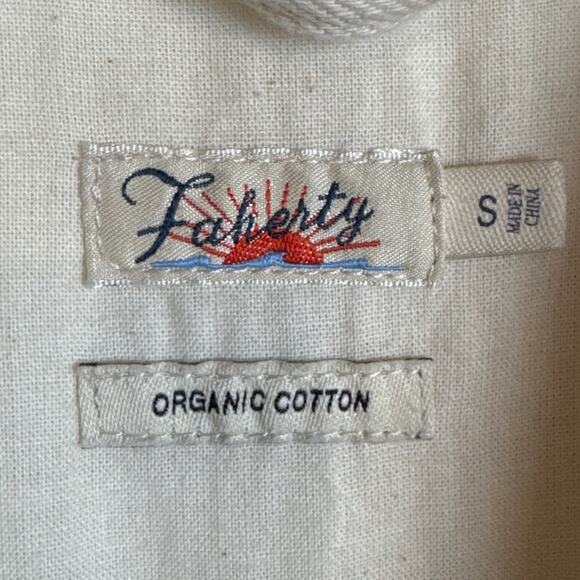 Faherty
S
MADE IN
CHINA
ORGANIC COTTON